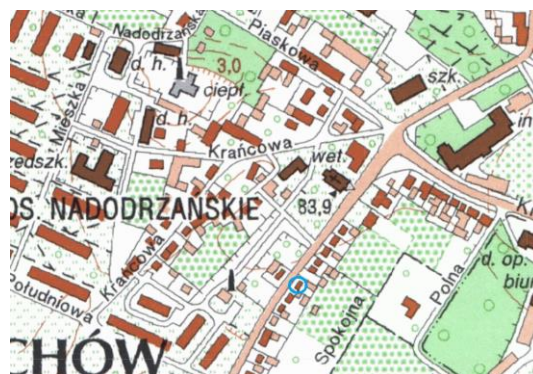 Nadodrzańska
Piaskowa
d. h.
3,0
szk.
ciepł.
Mieszka
d. h.
in
Krańcowa
wet.
zedszk.
OS. NADODRZAŃSKIE
83,9
K
Krańcowa
Polna
d. op.
biur
Południowa
Spokojna
CHÓW